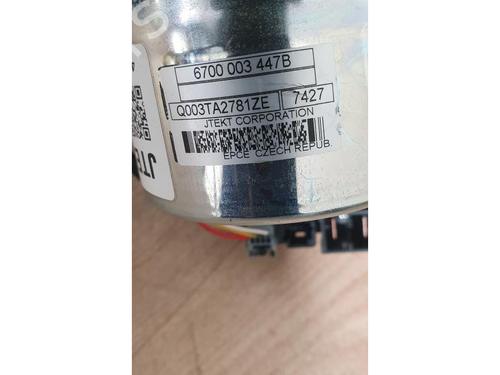 6700 003 447B
Q003TA2781ZE 7427
JTEKT CORPORATION
EPCE CZECH REPUB.